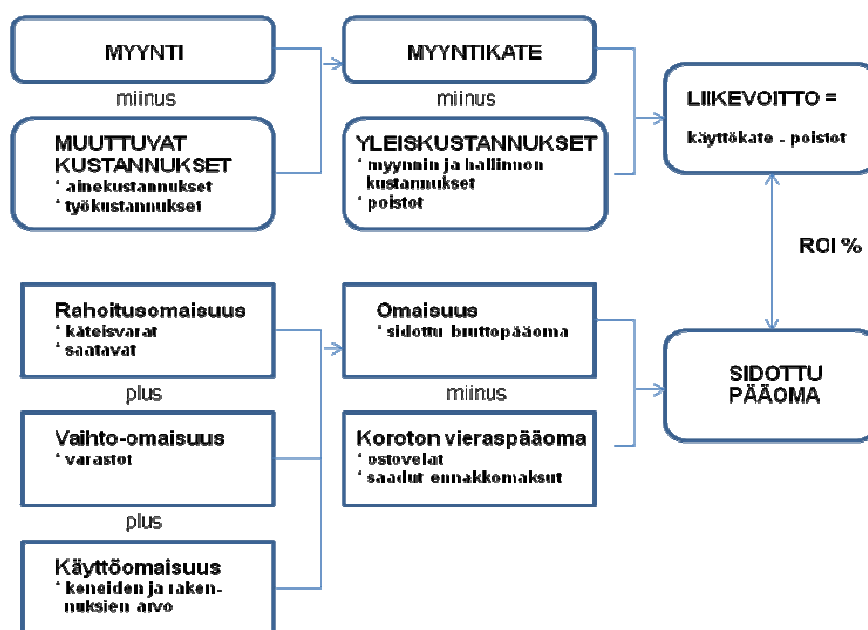 MYYNTI
miinus
MUUTTUVAT
KUSTANNUKSET
* ainekustannukset
* työkustannukset
MYYNTIKATE
miinus
YLEISKUSTANNUKSET
* myynnin ja hallinnon
kustannukset
* poistot
LIIKEVOITTO =
käyttökate - poistot
ROI %
Rahoitusomaisuus
* käteisvarat
* saatavat
plus
Vaihto-omaisuus
* varastot
plus
Käyttöomaisuus
* koneiden ja raken-
nuksien arvo
Omaisuus
* sidottu bruttopääoma
miinus
Koroton vieraspääoma
* ostovelat
* saadut ennakkomaksut
SIDOTTU
PÄÄOMA